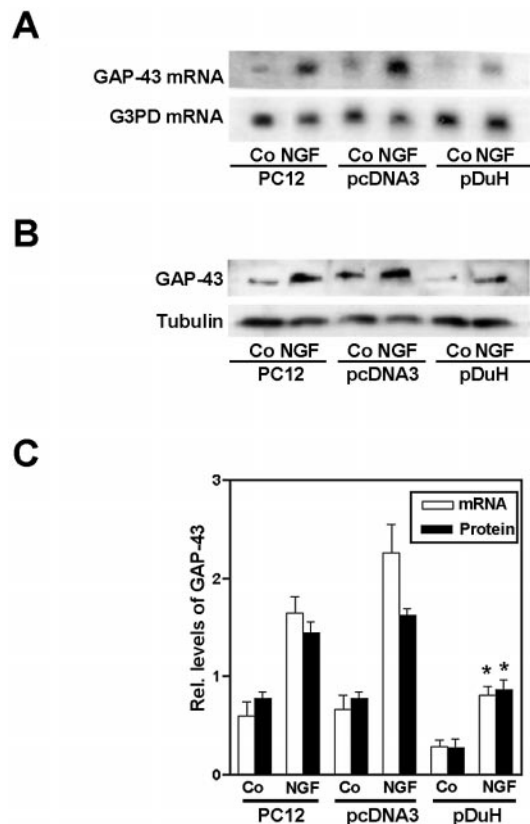 A
GAP-43 mRNA
G3PD mRNA
Co NGF Co NGF Co NGF
PC12 pcDNA3 pDuH
B
GAP-43
Tubulin
Co NGF Co NGF Co NGF
PC12 pcDNA3 pDuH
C
Rel. levels of GAP-43
3
2
1
0
mRNA
Protein
* *
Co NGF Co NGF Co NGF
PC12 pcDNA3 pDuH